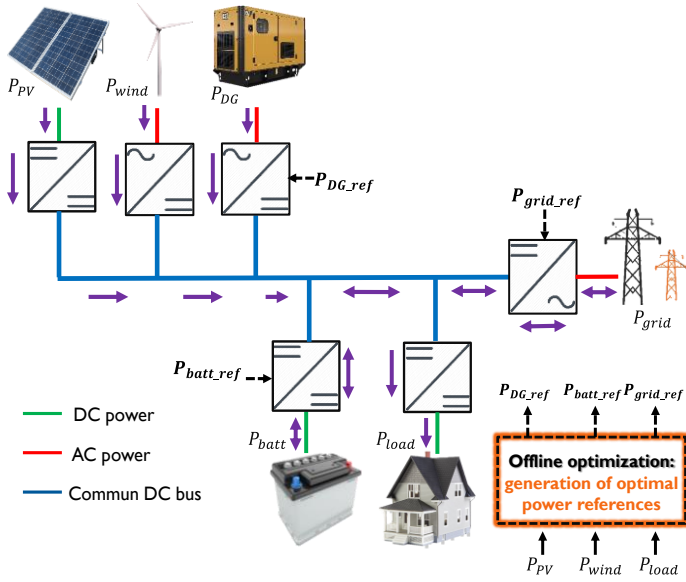 P_PV
P_wind
P_DG
P_DG_ref
P_grid_ref
P_grid
P_batt_ref
P_batt
P_load
DC power
AC power
Commun DC bus
P_DG_ref P_batt_ref P_grid_ref
Offline optimization:
generation of optimal
power references
P_PV P_wind P_load